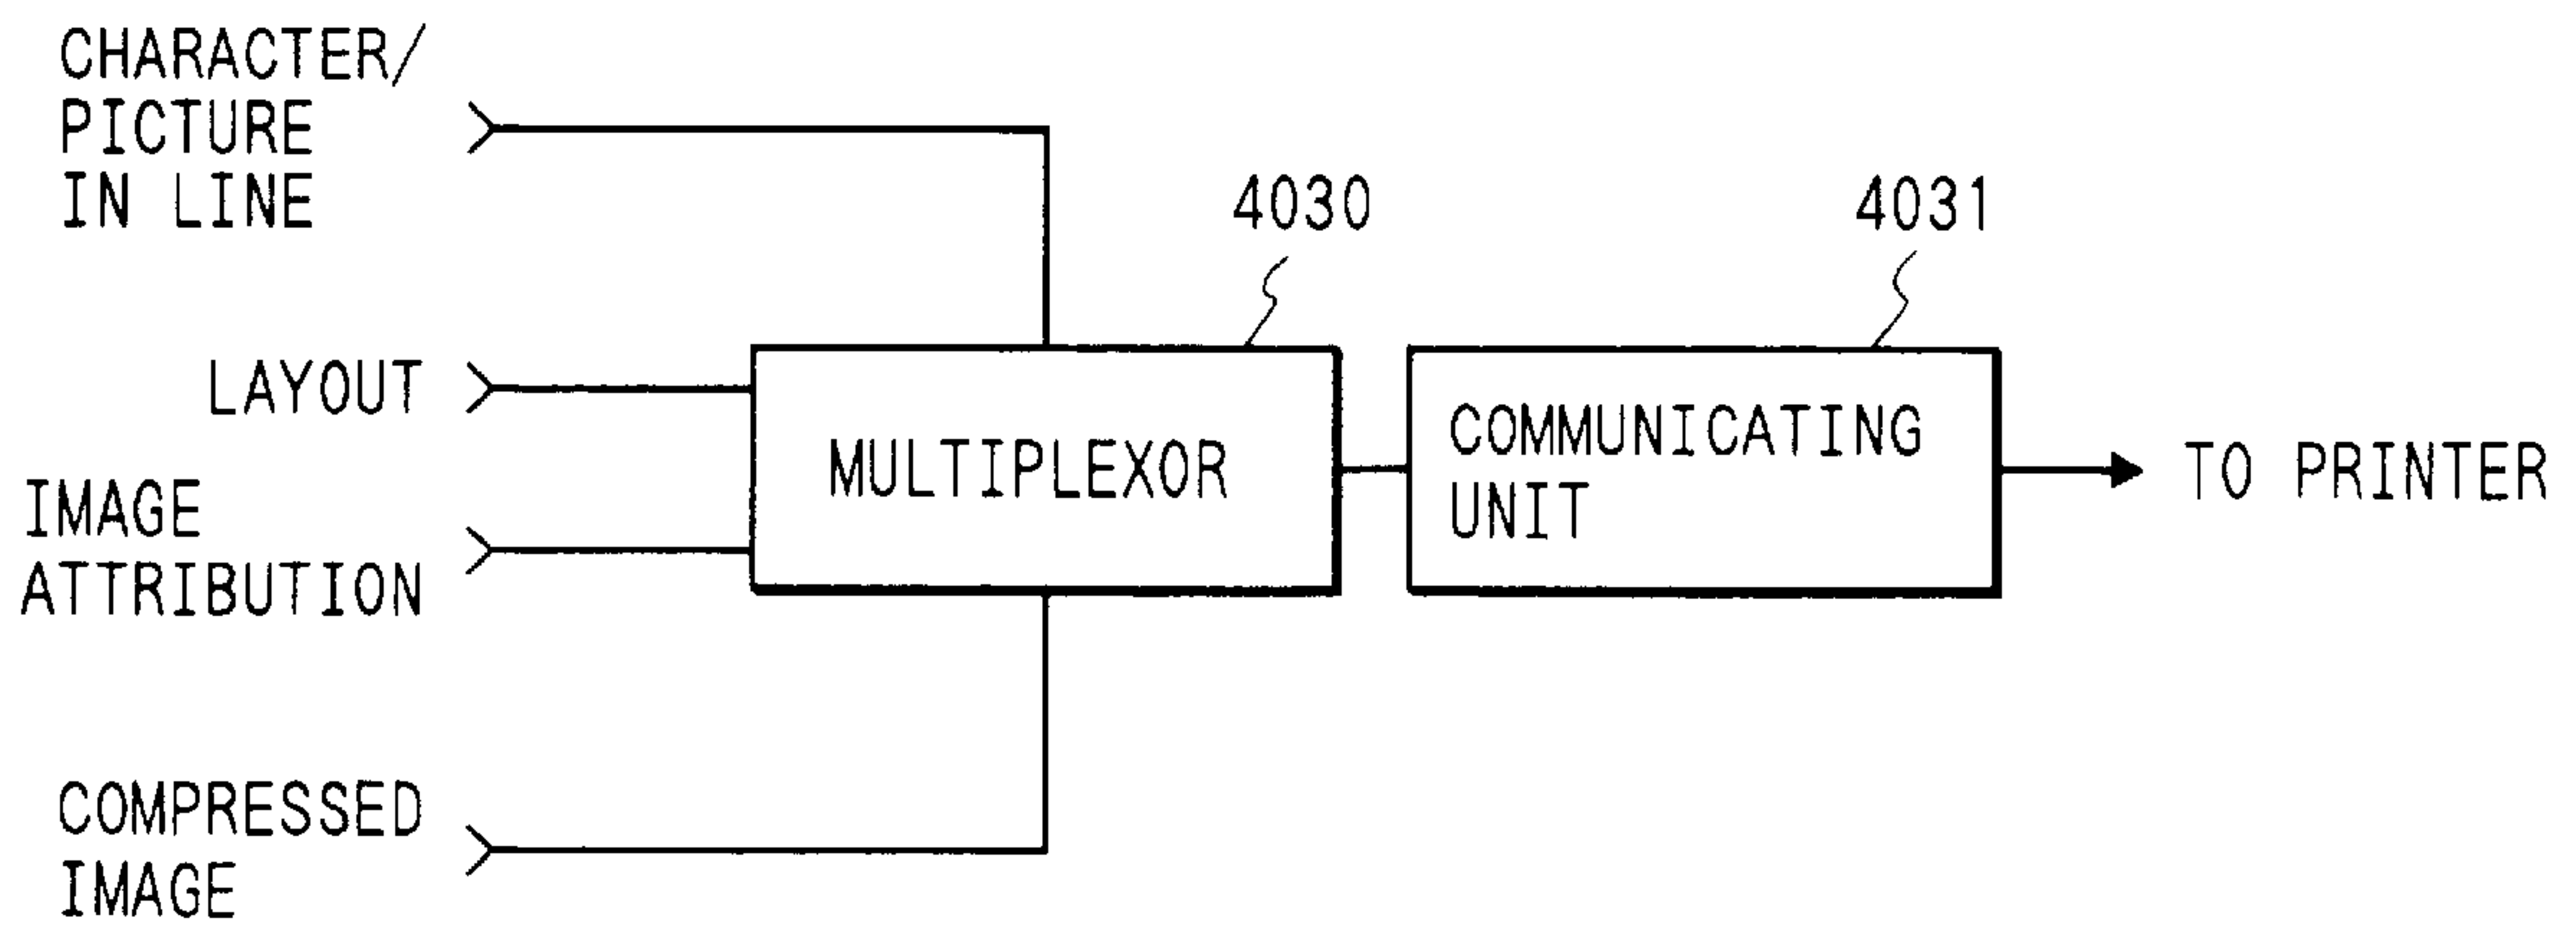 CHARACTER/
PICTURE
IN LINE
4030
4031
LAYOUT
MULTIPLEXOR
COMMUNICATING
UNIT
TO PRINTER
IMAGE
ATTRIBUTION
COMPRESSED
IMAGE